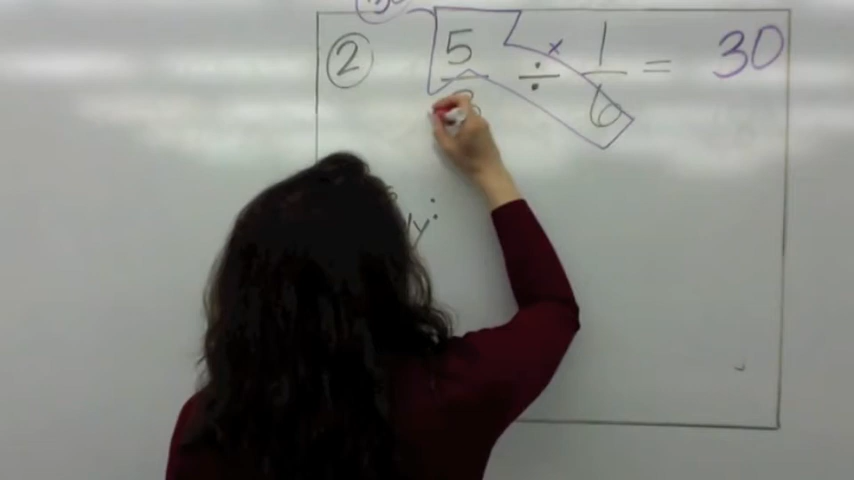 ② 5 ÷ × 1 = 30
6
y: